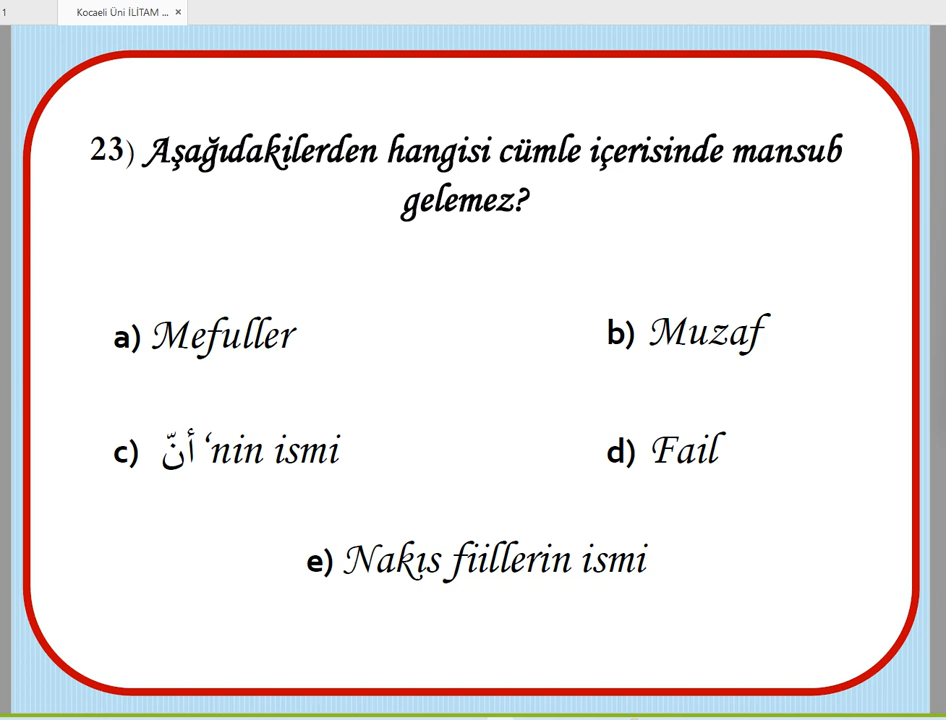 1
Kocaeli Üni İLİTAM ... ×
23) Aşağıdakilerden hangisi cümle içerisinde mansub
gelemez?
a) Mefuller
b) Muzaf
c) أنّ ‘nin ismi
d) Fail
e) Nakıs fiillerin ismi